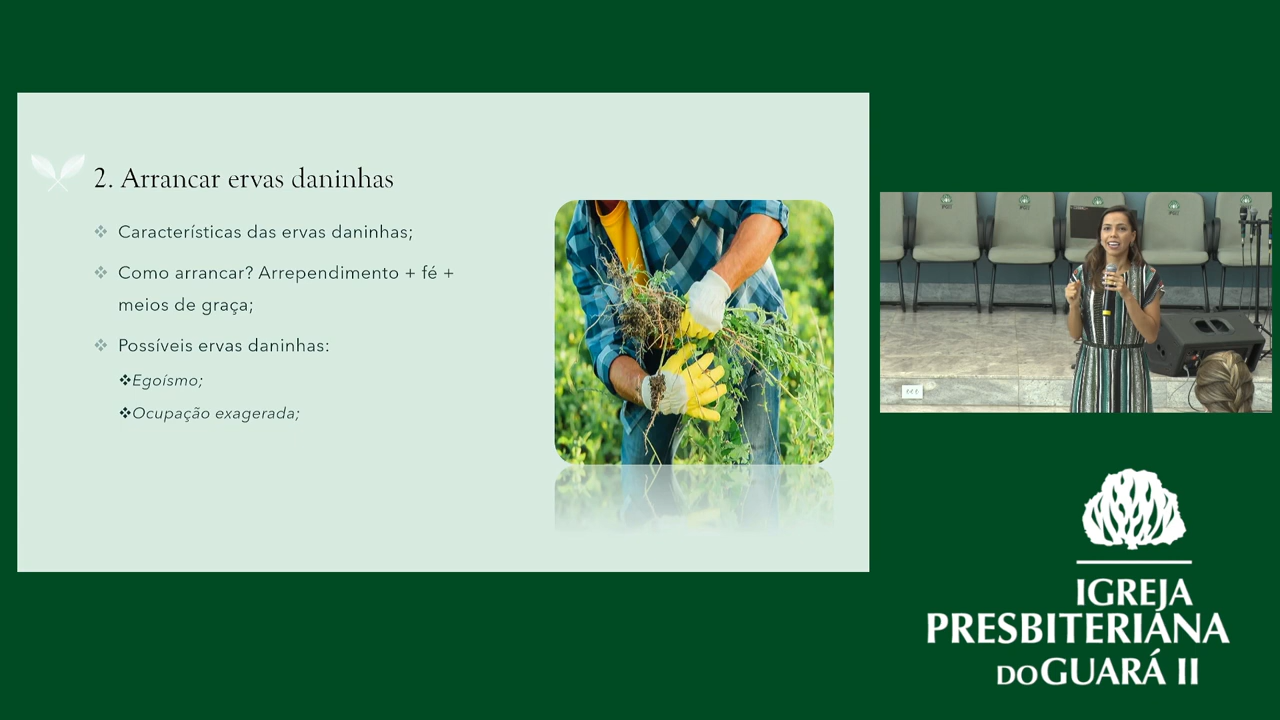 2. Arrancar ervas daninhas
Características das ervas daninhas;
Como arrancar? Arrependimento + fé +
meios de graça;
Possíveis ervas daninhas:
Egoísmo;
Ocupação exagerada;
IGREJA
PRESBITERIANA
DO GUARÁ II